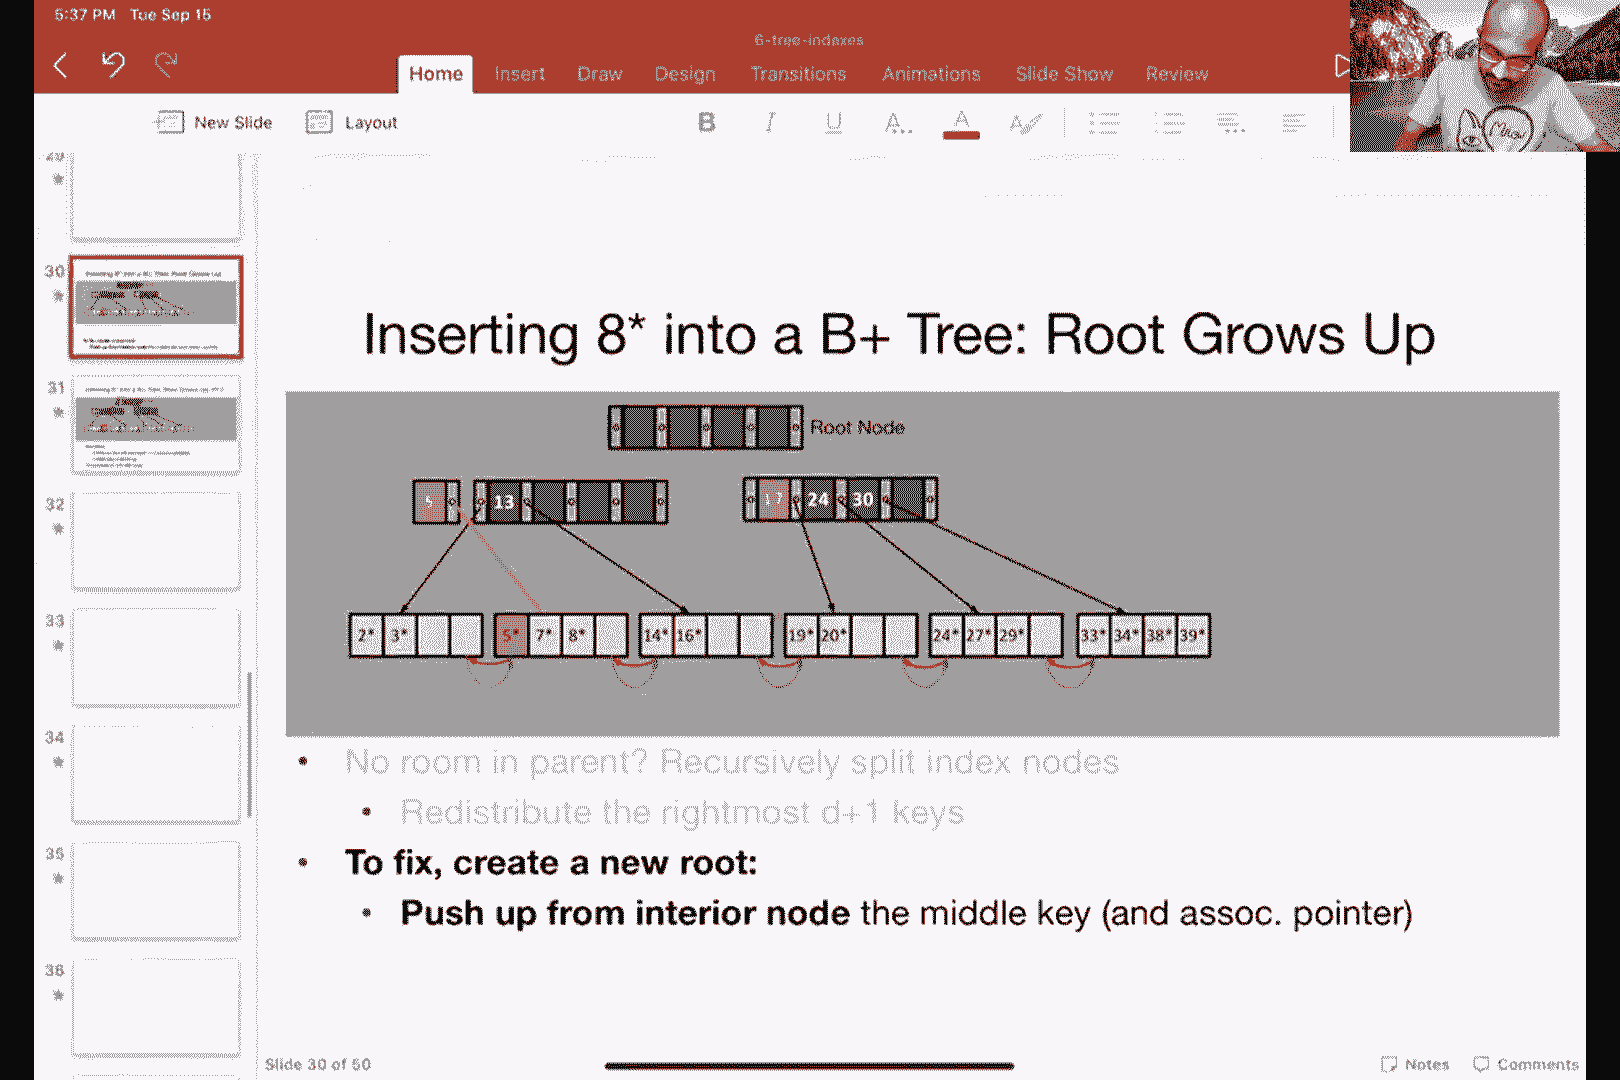 5:37 PM Tue Sep 15
6-tree-indexes
Home Insert Draw Design Transitions Animations Slide Show Review
New Slide Layout B I U A A A
Meow
29
30
31
32
33
34
35
36
Inserting 8* into a B+ Tree: Root Grows Up
Root Node
5 13 17 24 30
2* 3* 5* 7* 8* 14* 16* 19* 20* 24* 27* 29* 33* 34* 38* 39*
• No room in parent? Recursively split index nodes
• Redistribute the rightmost d+1 keys
• To fix, create a new root:
• Push up from interior node the middle key (and assoc. pointer)
Slide 30 of 50
Notes Comments